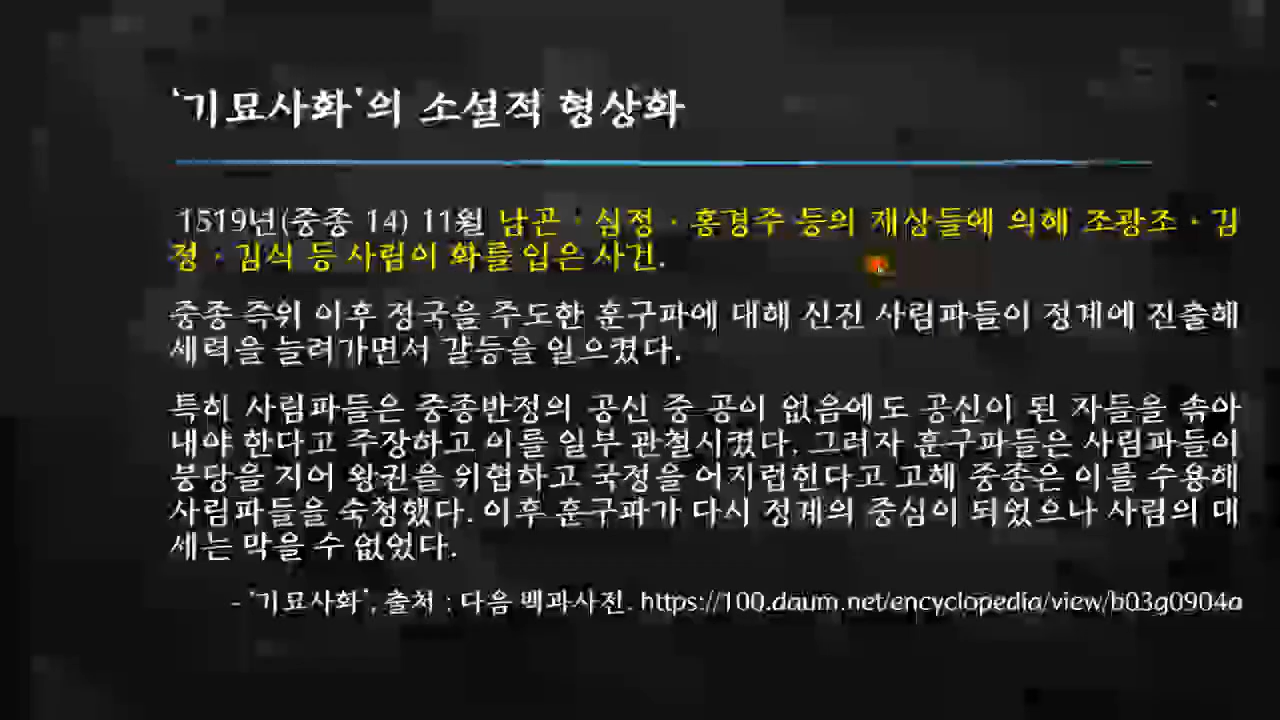 '기묘사화'의 소설적 형상화
1519년(중종 14) 11월 남곤·심정·홍경주 등의 재상들에 의해 조광조·김
정·김식 등 사림이 화를 입은 사건.
중종 즉위 이후 정국을 주도한 훈구파에 대해 신진 사림파들이 정계에 진출해
세력을 늘려가면서 갈등을 일으켰다.
특히 사림파들은 중종반정의 공신 중 공이 없음에도 공신이 된 자들을 솎아
내야 한다고 주장하고 이를 일부 관철시켰다. 그러자 훈구파들은 사림파들이
붕당을 지어 왕권을 위협하고 국정을 어지럽힌다고 고해 중종은 이를 수용해
사림파들을 숙청했다. 이후 훈구파가 다시 정계의 중심이 되었으나 사림의 대
세는 막을 수 없었다.
- '기묘사화', 출처 : 다음 백과사전. https://100.daum.net/encyclopedia/view/b03g0904a